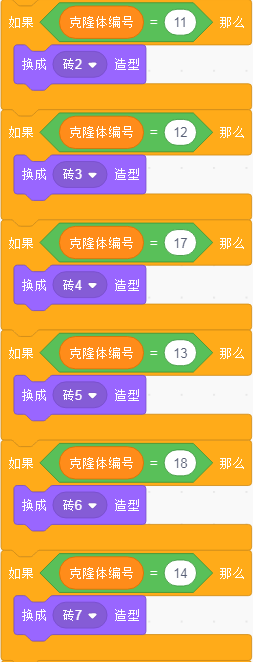 如果 克隆体编号 = 11 那么
换成 砖2 造型
如果 克隆体编号 = 12 那么
换成 砖3 造型
如果 克隆体编号 = 17 那么
换成 砖4 造型
如果 克隆体编号 = 13 那么
换成 砖5 造型
如果 克隆体编号 = 18 那么
换成 砖6 造型
如果 克隆体编号 = 14 那么
换成 砖7 造型